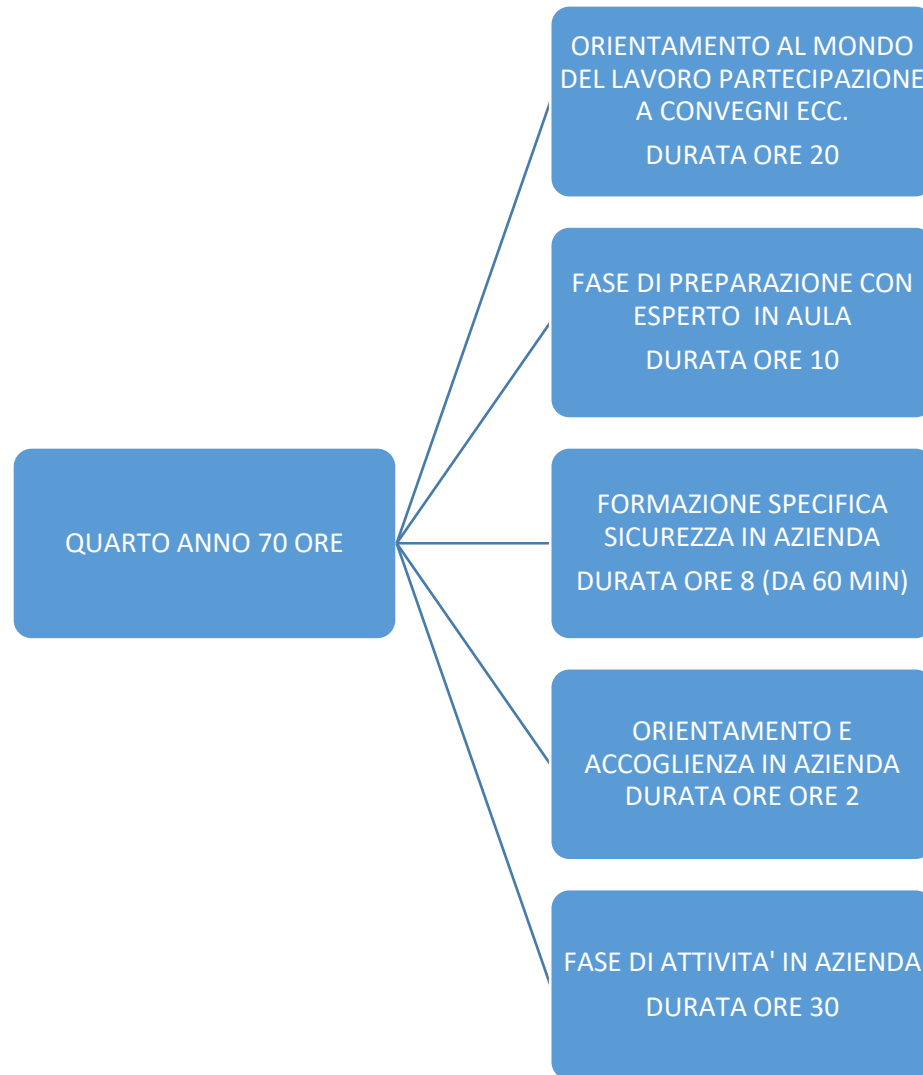 ORIENTAMENTO AL MONDO
DEL LAVORO PARTECIPAZIONE
A CONVEGNI ECC.
DURATA ORE 20
FASE DI PREPARAZIONE CON
ESPERTO IN AULA
DURATA ORE 10
QUARTO ANNO 70 ORE
FORMAZIONE SPECIFICA
SICUREZZA IN AZIENDA
DURATA ORE 8 (DA 60 MIN)
ORIENTAMENTO E
ACCOGLIENZA IN AZIENDA
DURATA ORE ORE 2
FASE DI ATTIVITA' IN AZIENDA
DURATA ORE 30